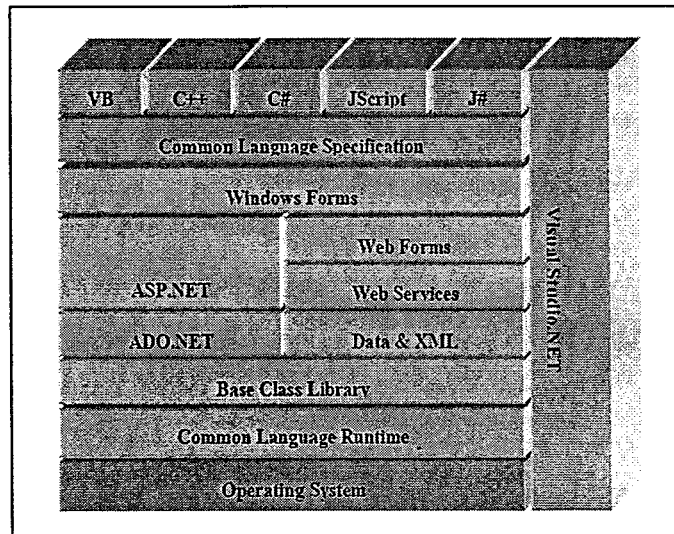 VB C++ C# JScript J#
Common Language Specification
Windows Forms
Web Forms
ASP.NET
Web Services
ADO.NET
Data & XML
Base Class Library
Common Language Runtime
Operating System
Visual Studio.NET